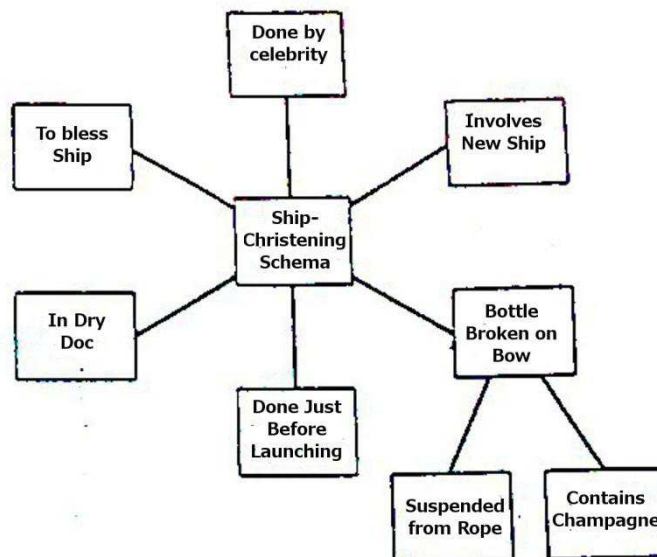 Done by
celebrity
To bless
Ship
Involves
New Ship
Ship-
Christening
Schema
In Dry
Doc
Bottle
Broken on
Bow
Done Just
Before
Launching
Suspended
from Rope
Contains
Champagne